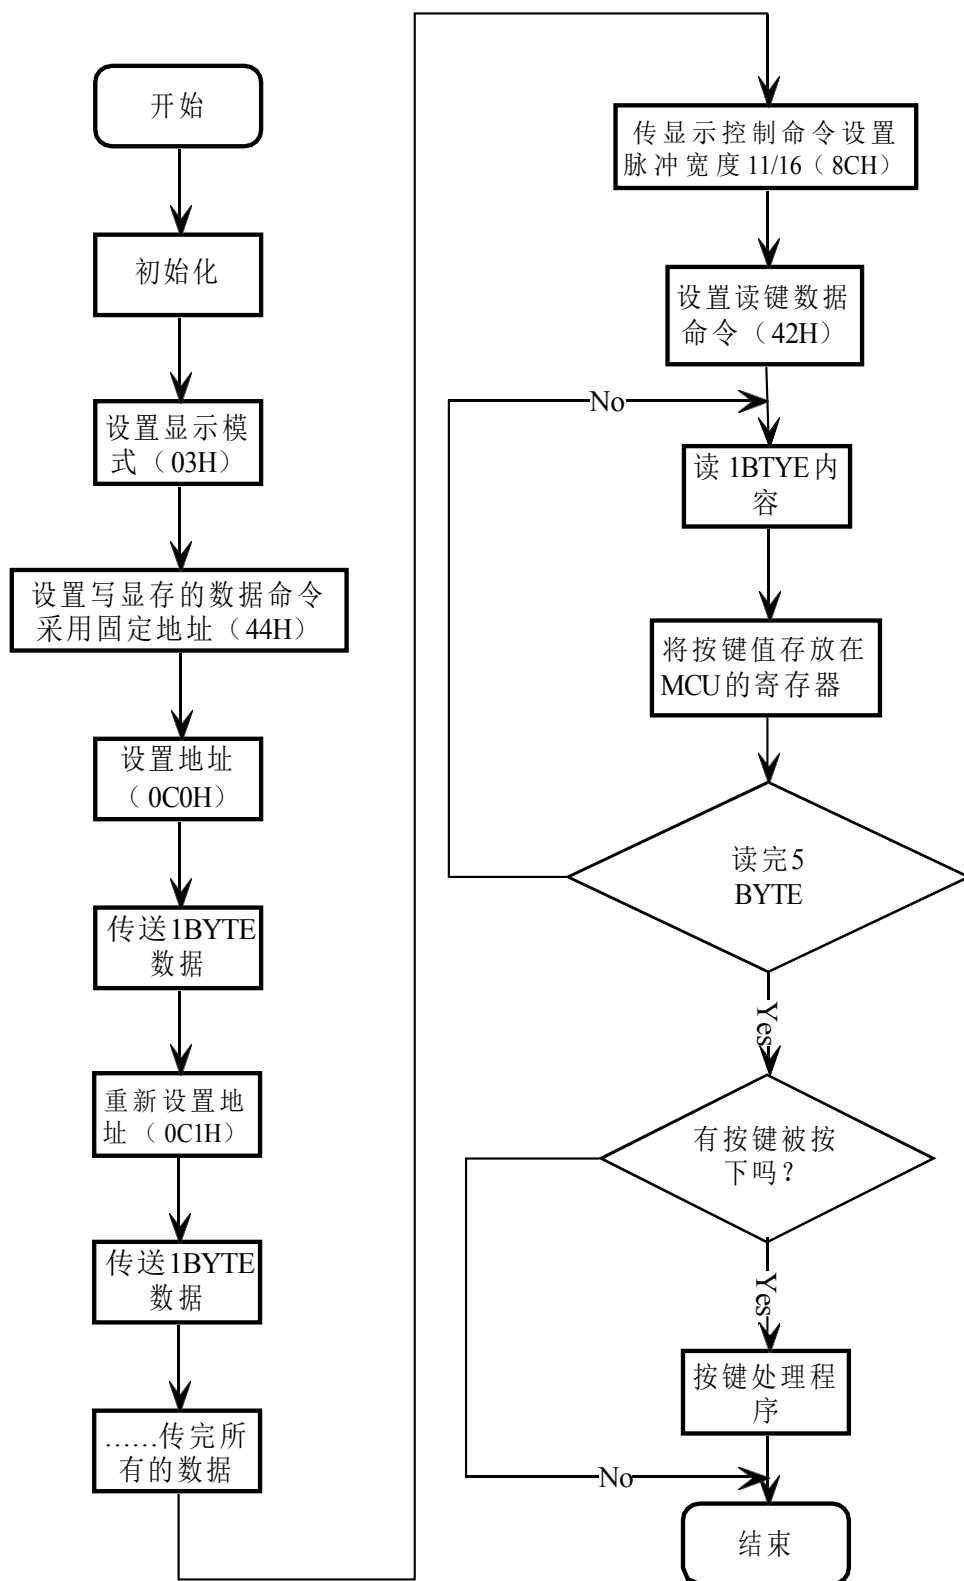 开始
初始化
设置显示模
式（03H）
设置写显存的数据命令
采用固定地址（44H）
设置地址
（0C0H）
传送1BYTE
数据
重新设置地
址（0C1H）
传送1BYTE
数据
……传完所
有的数据
传显示控制命令设置
脉冲宽度11/16（8CH）
设置读键数据
命令（42H）
No
读1BTYE内
容
将按键值存放在
MCU的寄存器
读完5
BYTE
Yes
有按键被按
下吗？
Yes
按键处理程
序
No
结束